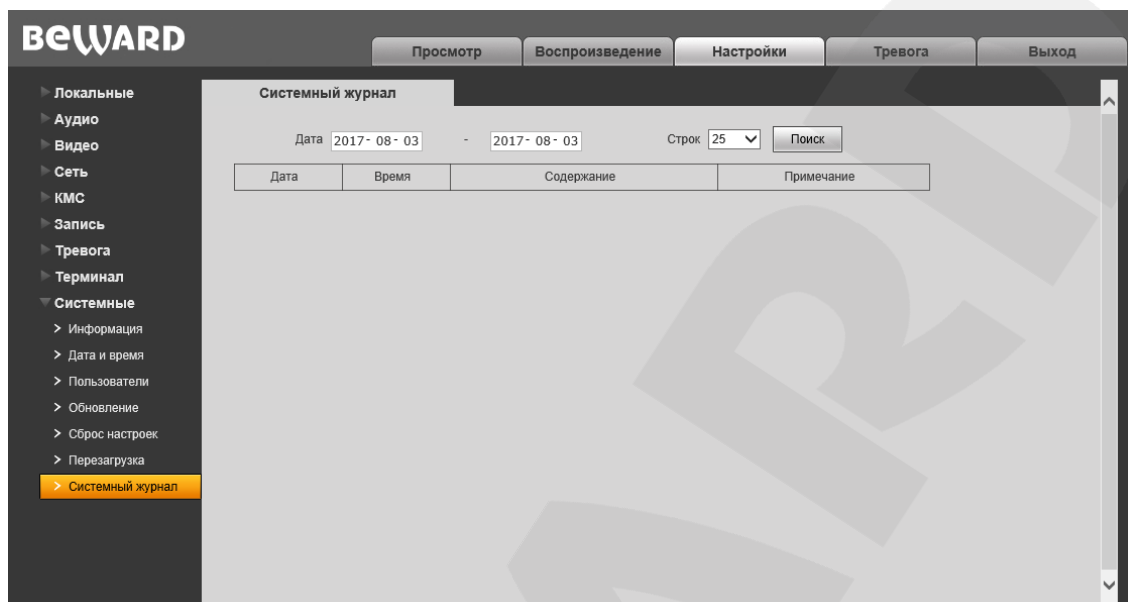 BEWARD
Просмотр Воспроизведение Настройки Тревога Выход
Локальные
Аудио
Видео
Сеть
КМС
Запись
Тревога
Терминал
Системные
> Информация
> Дата и время
> Пользователи
> Обновление
> Сброс настроек
> Перезагрузка
> Системный журнал
Системный журнал
Дата 2017- 08- 03 - 2017- 08- 03 Строк 25 Поиск
Дата Время Содержание Примечание